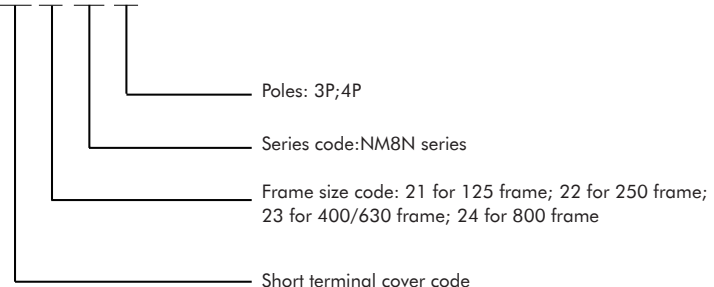 Poles: 3P;4P
Series code:NM8N series
Frame size code: 21 for 125 frame; 22 for 250 frame;
23 for 400/630 frame; 24 for 800 frame
Short terminal cover code